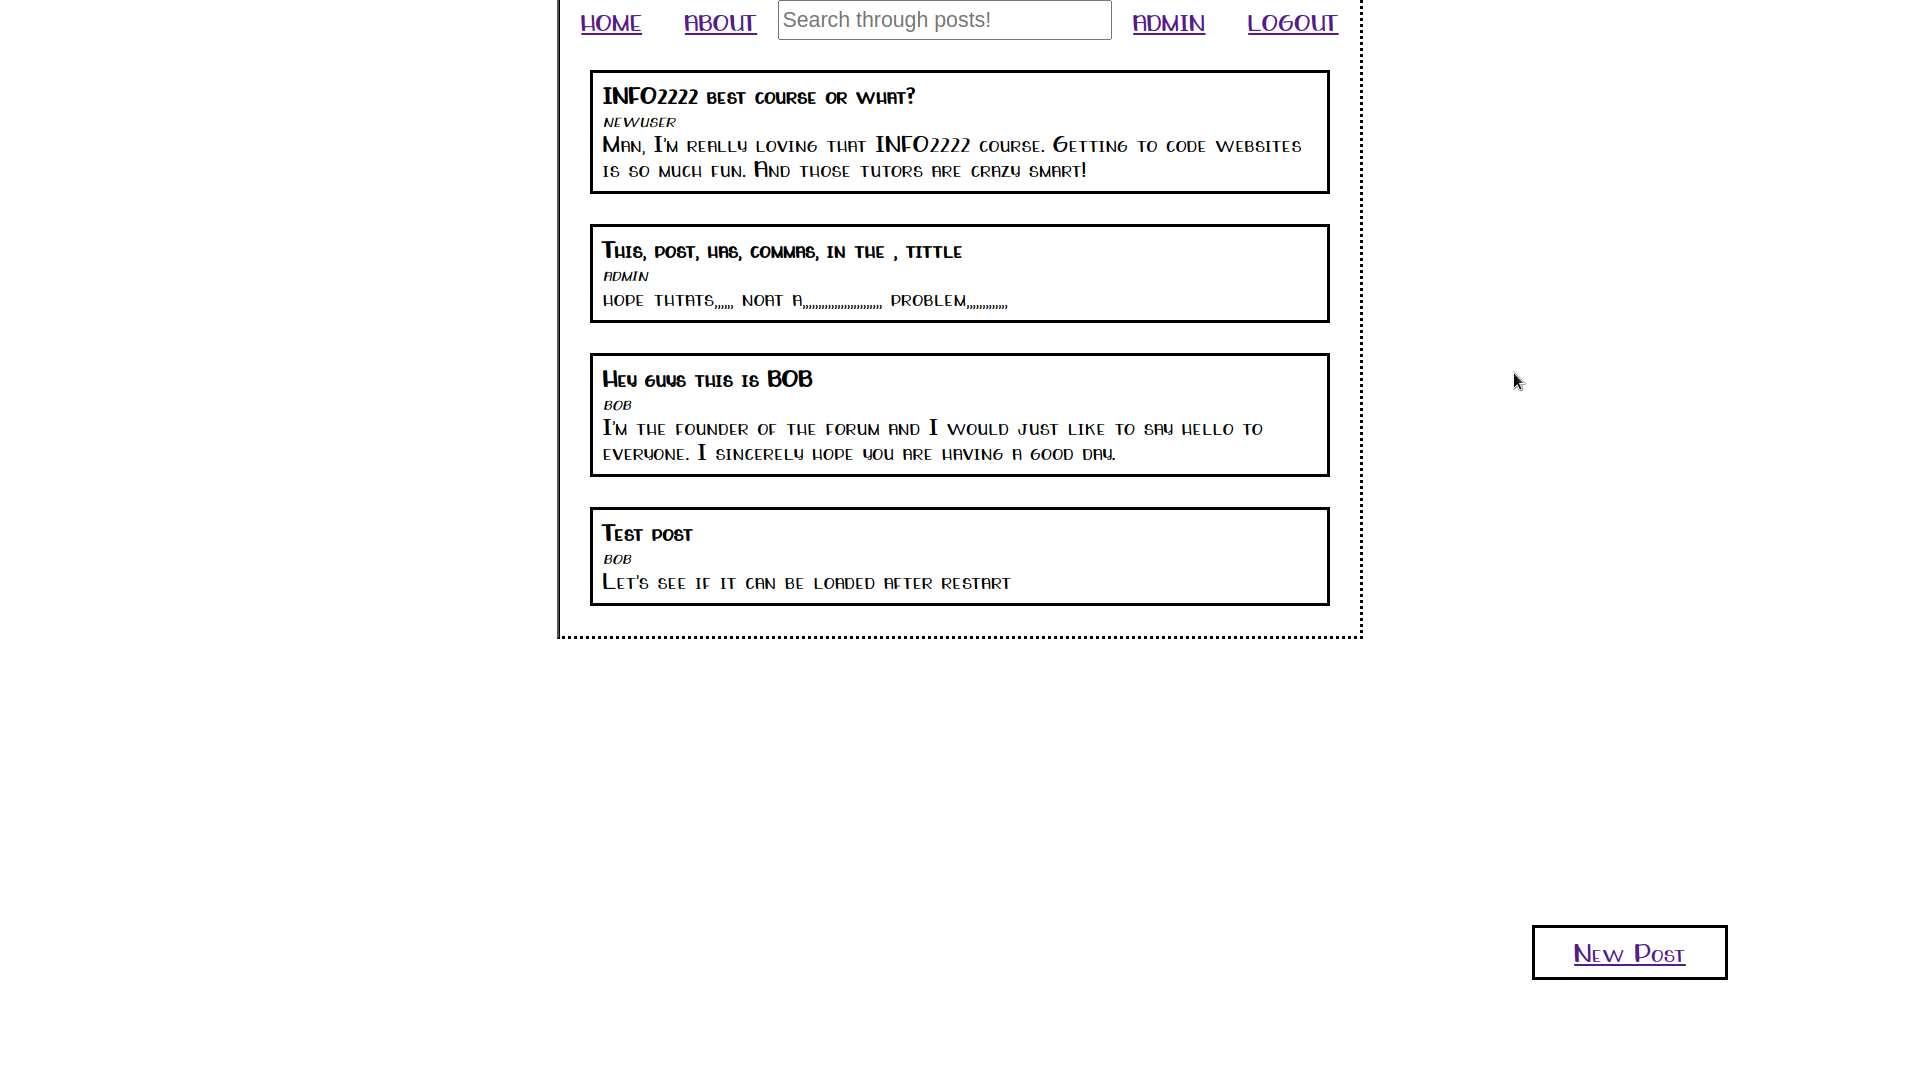 HOME ABOUT Search through posts! ADMIN LOGOUT
INFO2222 best course or what?
newuser
Man, I'm really loving that INFO2222 course. Getting to code websites
is so much fun. And those tutors are crazy smart!
This, post, has, commas, in the , tittle
admin
hope thtats,,,,,, noat a,,,,,,,,,,,,,,,,,,,,,,,,, problem,,,,,,,,,,,,,
Hey guys this is BOB
bob
I'm the founder of the forum and I would just like to say hello to
everyone. I sincerely hope you are having a good day.
Test post
bob
Let's see if it can be loaded after restart
New Post